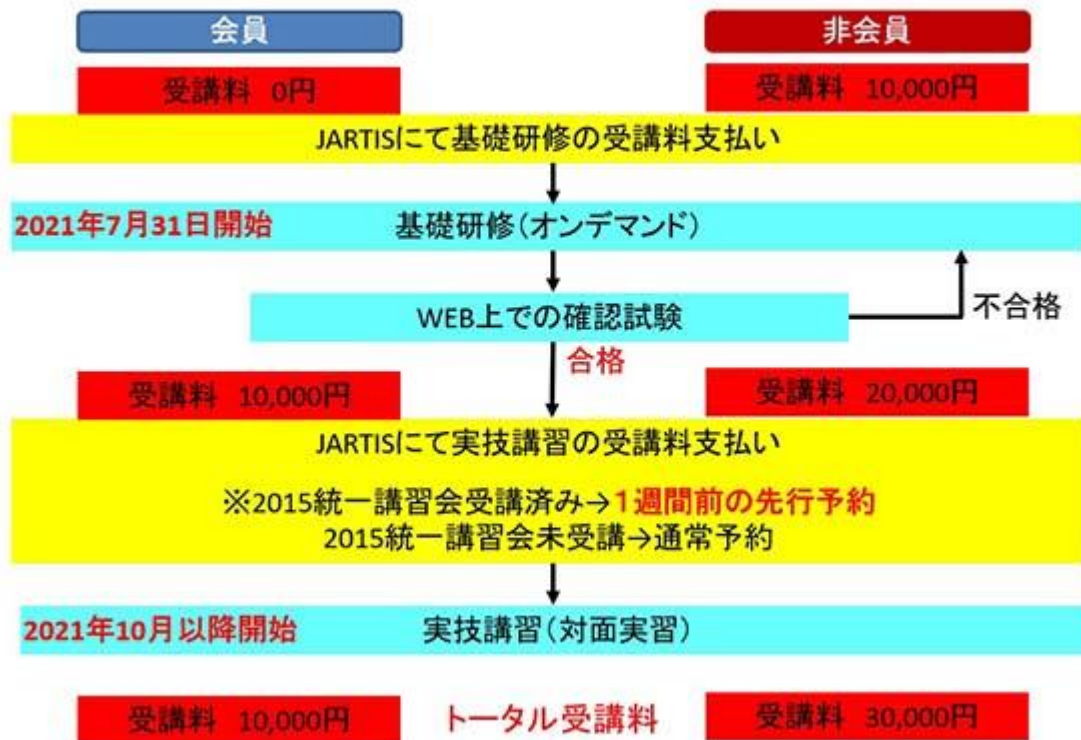 会員
非会員
受講料 0円
受講料 10,000円
JARTISにて基礎研修の受講料支払い
2021年7月31日開始
基礎研修(オンデマンド)
WEB上での確認試験
不合格
合格
受講料 10,000円
受講料 20,000円
JARTISにて実技講習の受講料支払い
※2015統一講習会受講済み→1週間前の先行予約
2015統一講習会未受講→通常予約
2021年10月以降開始
実技講習(対面実習)
受講料 10,000円
トータル受講料
受講料 30,000円